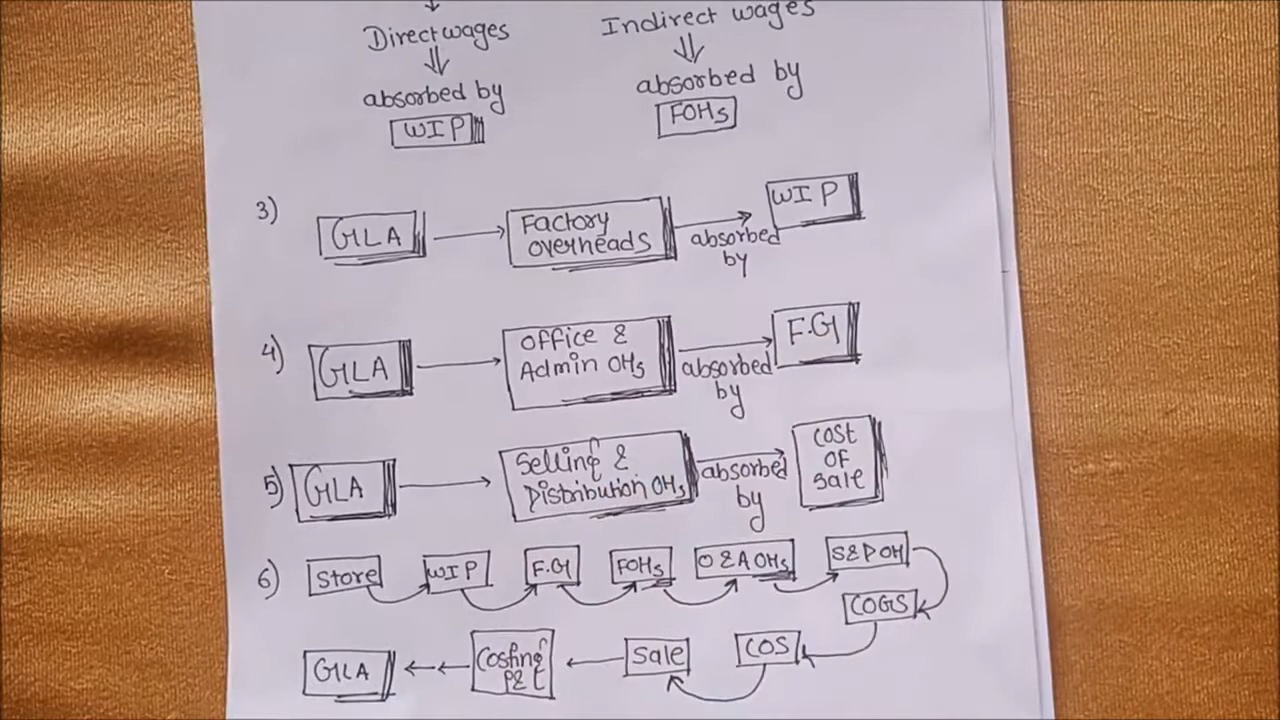 Direct wages
Indirect wages
absorbed by
absorbed by
WIP
FOHs
3)
GLA
Factory
overheads
absorbed
by
WIP
4)
GLA
Office &
Admin OHs
absorbed
by
F.G
5)
GLA
Selling &
Distribution OHs
absorbed
by
Cost
OF
Sale
6)
Store
WIP
F.G
FOHs
O&A OHs
S&D OH
COGS
COS
Sale
Costing
P&L
GLA